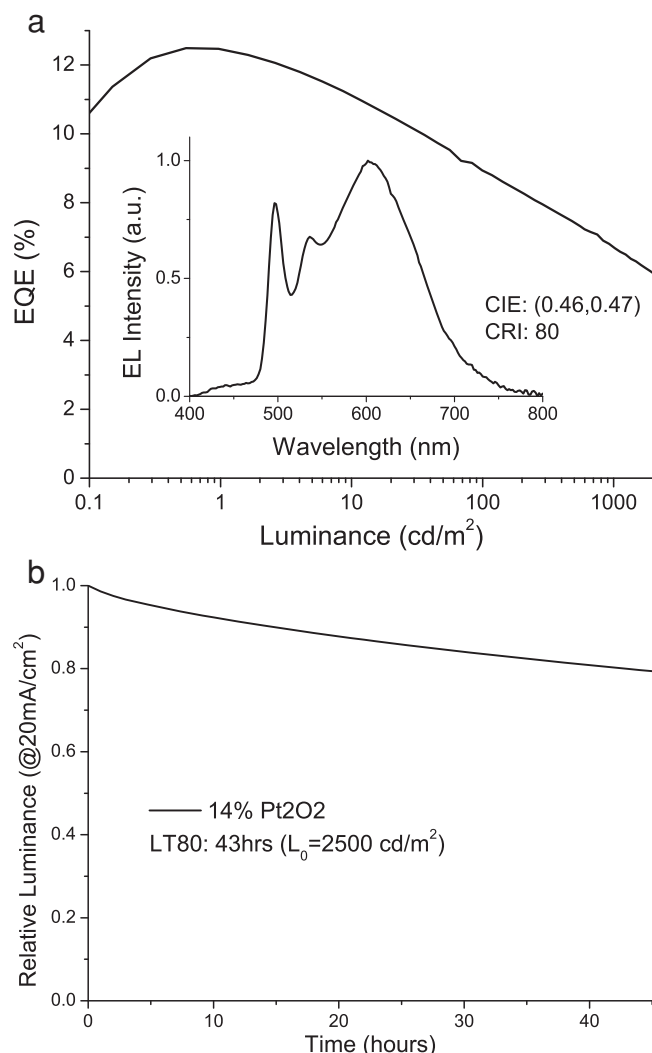 a
EQE (%)
12
10
8
6
4
2
0
0.1
1
10
100
1000
Luminance (cd/m²)
EL Intensity (a.u.)
1.0
0.5
0.0
400
500
600
700
800
Wavelength (nm)
CIE: (0.46,0.47)
CRI: 80
b
Relative Luminance (@20mA/cm²)
1.0
0.8
0.6
0.4
0.2
0.0
0
10
20
30
40
Time (hours)
14% Pt2O2
LT80: 43hrs (L₀=2500 cd/m²)